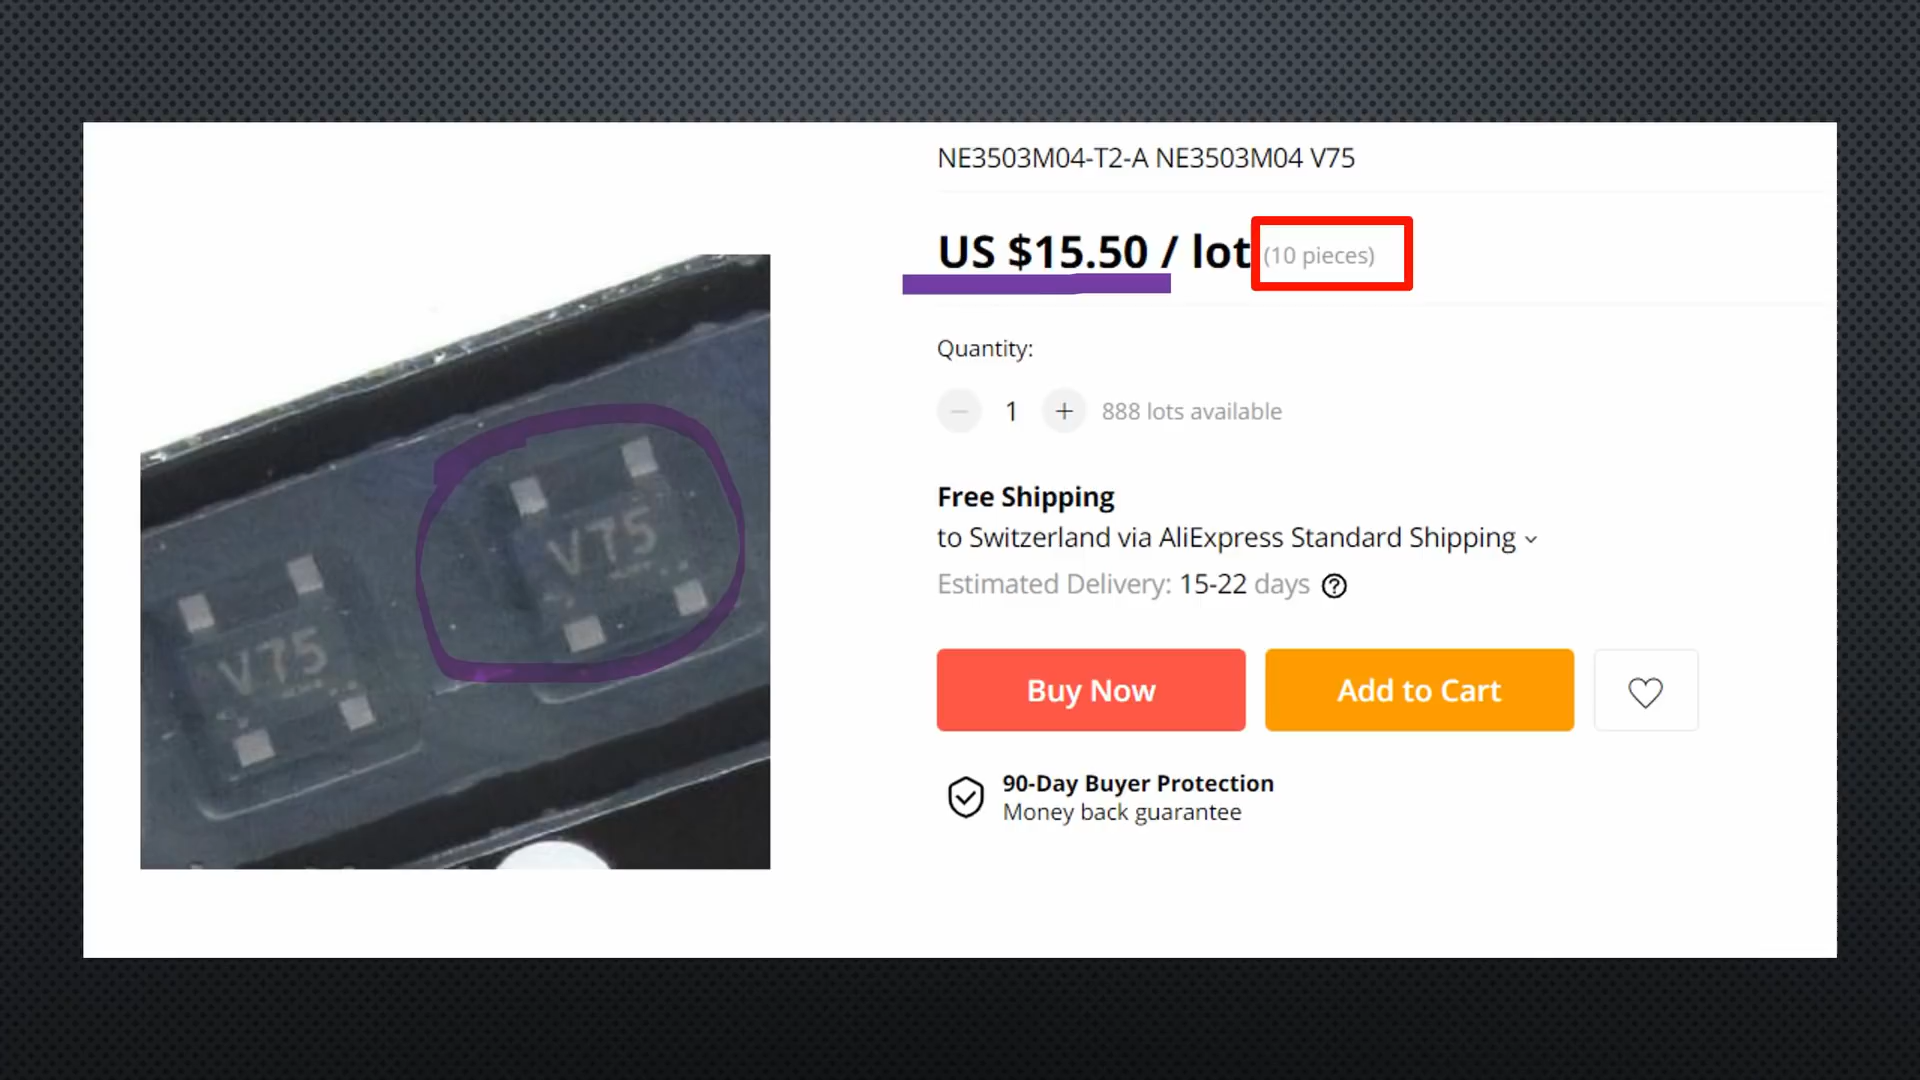 NE3503M04-T2-A NE3503M04 V75
US $15.50 / lot (10 pieces)
Quantity:
1 + 888 lots available
Free Shipping
to Switzerland via AliExpress Standard Shipping
Estimated Delivery: 15-22 days ?
Buy Now
Add to Cart
90-Day Buyer Protection
Money back guarantee
V75
V75